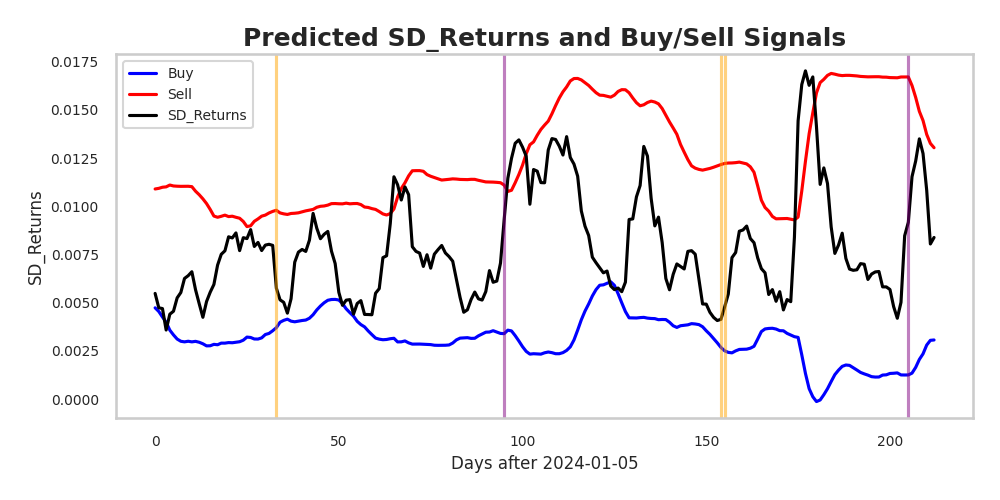 Predicted SD_Returns and Buy/Sell Signals
Buy
Sell
SD_Returns
SD_Returns
0.0175
0.0150
0.0125
0.0100
0.0075
0.0050
0.0025
0.0000
0 50 100 150 200
Days after 2024-01-05